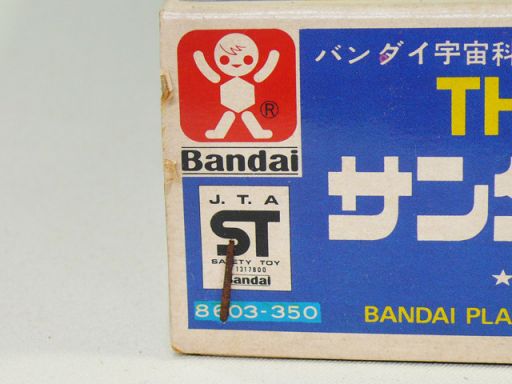 バンダイ宇宙科
®
TH
Bandai
サン
J. T. A
ST
SAFETY TOY
1317800
Bandai
8603-350
BANDAI PLA